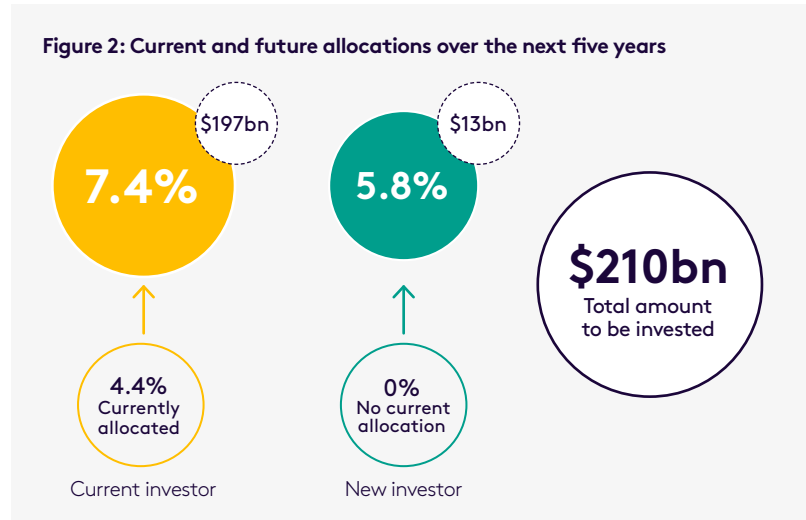 Figure 2: Current and future allocations over the next five years
$197bn
7.4%
4.4%
Currently
allocated
Current investor
$13bn
5.8%
0%
No current
allocation
New investor
$210bn
Total amount
to be invested